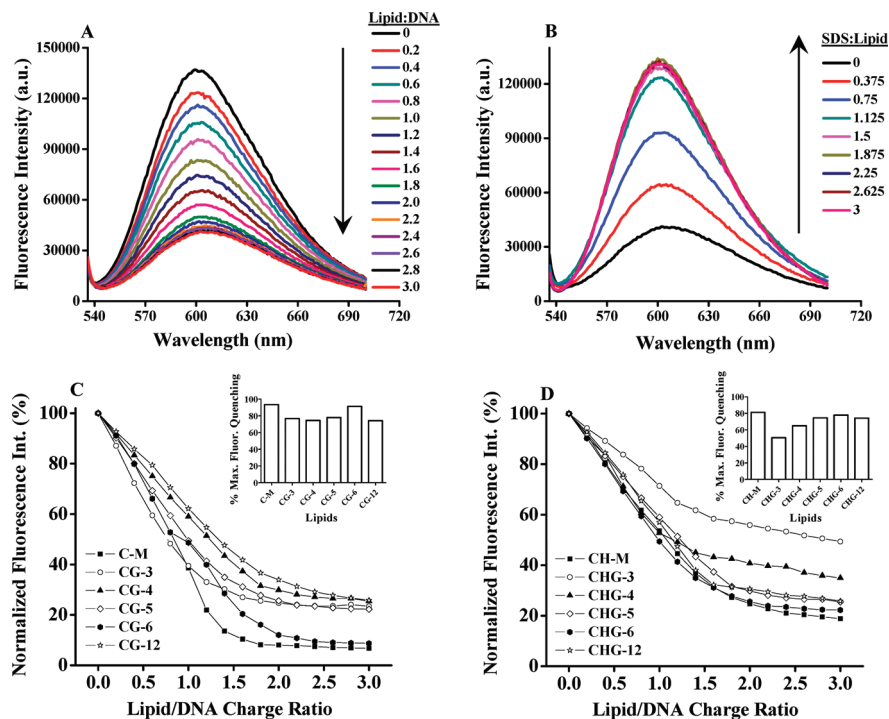 A
Lipid:DNA
0
0.2
0.4
0.6
0.8
1.0
1.2
1.4
1.6
1.8
2.0
2.2
2.4
2.6
2.8
3.0
Fluorescence Intensity (a.u.)
150000
120000
90000
60000
30000
0
540 570 600 630 660 690 720
Wavelength (nm)
B
SDS:Lipid
0
0.375
0.75
1.125
1.5
1.875
2.25
2.625
3
Fluorescence Intensity (a.u.)
120000
90000
60000
30000
0
540 570 600 630 660 690 720
Wavelength (nm)
C
Normalized Fluorescence Int. (%)
100
80
60
40
20
0
% Max. Fluor. Quenching
100
80
60
40
20
0
C-M CG-3 CG-4 CG-5 CG-6 CG-12
Lipids
C-M
CG-3
CG-4
CG-5
CG-6
CG-12
0.0 0.5 1.0 1.5 2.0 2.5 3.0
Lipid/DNA Charge Ratio
D
Normalized Fluorescence Int. (%)
100
80
60
40
20
0
% Max. Fluor. Quenching
100
80
60
40
20
0
CH-M CHG-3 CHG-4 CHG-5 CHG-6 CHG-12
Lipids
CH-M
CHG-3
CHG-4
CHG-5
CHG-6
CHG-12
0.0 0.5 1.0 1.5 2.0 2.5 3.0
Lipid/DNA Charge Ratio